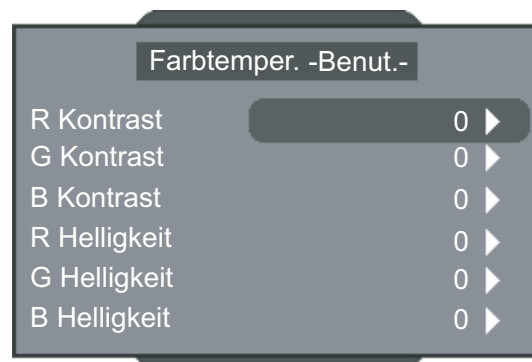 Farbtemper. -Benut.-
R Kontrast 0
G Kontrast 0
B Kontrast 0
R Helligkeit 0
G Helligkeit 0
B Helligkeit 0